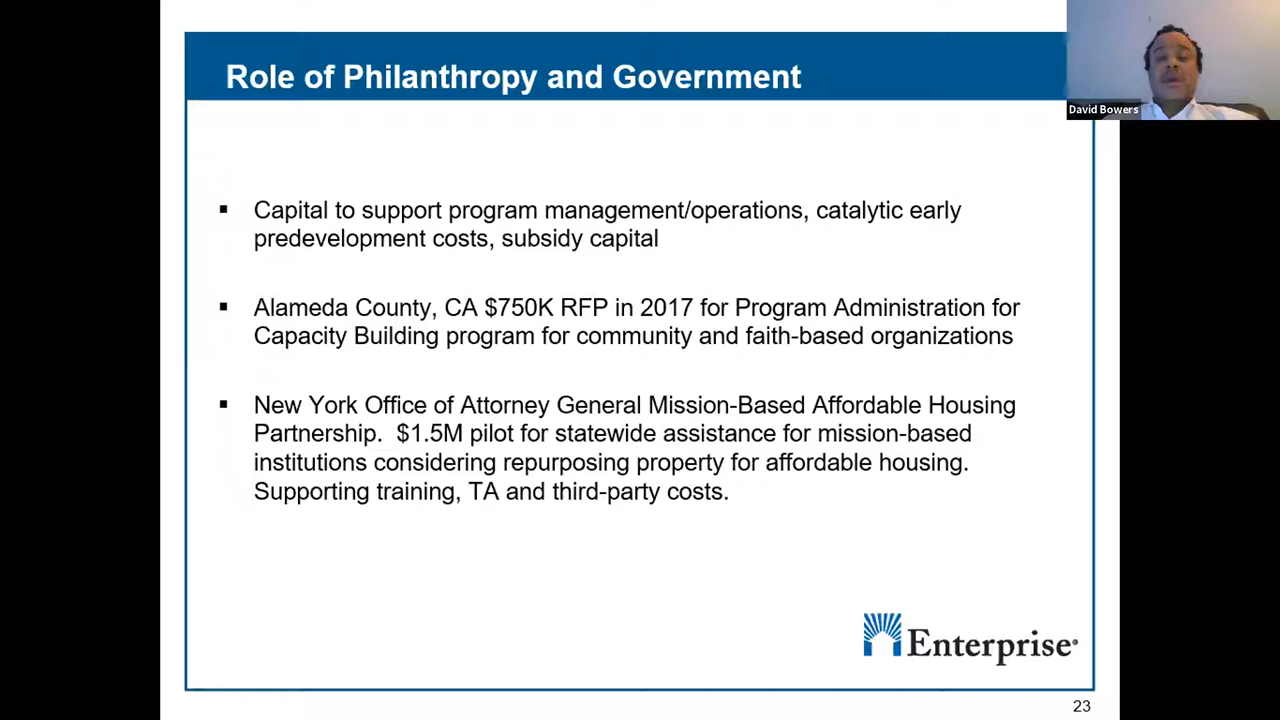 Role of Philanthropy and Government
David Bowers
▪ Capital to support program management/operations, catalytic early
predevelopment costs, subsidy capital
▪ Alameda County, CA $750K RFP in 2017 for Program Administration for
Capacity Building program for community and faith-based organizations
▪ New York Office of Attorney General Mission-Based Affordable Housing
Partnership.  $1.5M pilot for statewide assistance for mission-based
institutions considering repurposing property for affordable housing.
Supporting training, TA and third-party costs.
Enterprise®
23